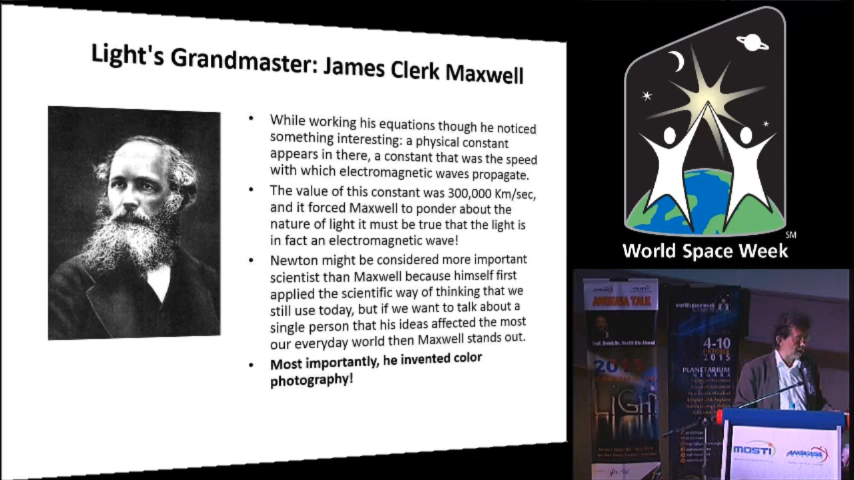 Light's Grandmaster: James Clerk Maxwell
• While working his equations though he noticed
something interesting: a physical constant
appears in there, a constant that was the speed
with which electromagnetic waves propagate.
• The value of this constant was 300,000 Km/sec,
and it forced Maxwell to ponder about the
nature of light it must be true that the light is
in fact an electromagnetic wave!
• Newton might be considered more important
scientist than Maxwell because himself first
applied the scientific way of thinking that we
still use today, but if we want to talk about a
single person that his ideas affected the most
our everyday world then Maxwell stands out.
• Most importantly, he invented color
photography!
SM
World Space Week
ANGKASA TALK
2015
LIGHT
4-10
2015
PLANETARIUM
NEGARA
MOSTI
ANGKASA